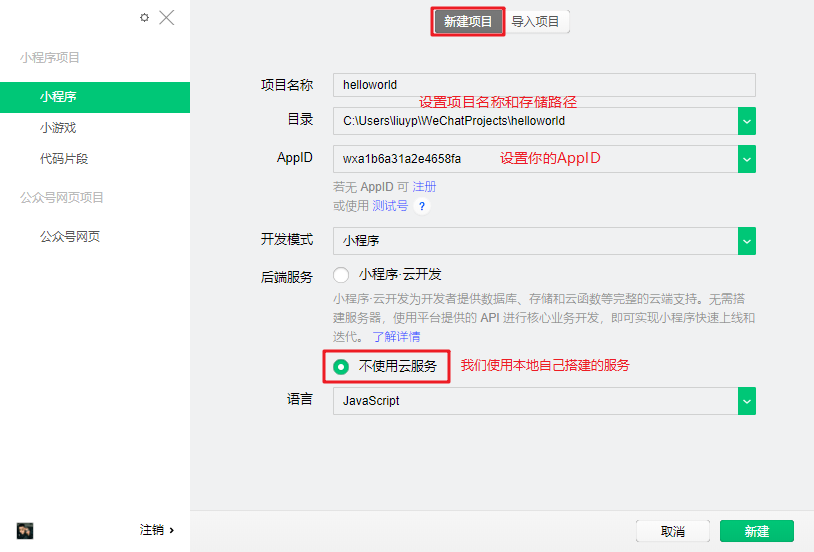 新建项目 导入项目
小程序项目
小程序
小游戏
代码片段
公众号网页项目
公众号网页
注销
项目名称 helloworld
设置项目名称和存储路径
目录 C:\Users\liuyp\WeChatProjects\helloworld
AppID wxa1b6a31a2e4658fa 设置你的AppID
若无 AppID 可 注册
或使用 测试号 ?
开发模式 小程序
后端服务 小程序·云开发
小程序·云开发为开发者提供数据库、存储和云函数等完整的云端支持。无需搭
建服务器，使用平台提供的 API 进行核心业务开发，即可实现小程序快速上线和
迭代。 了解详情
不使用云服务 我们使用本地自己搭建的服务
语言 JavaScript
取消 新建